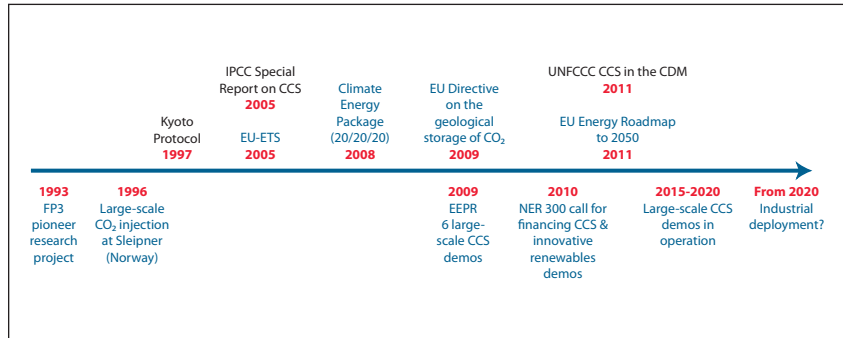 IPCC Special
Report on CCS
2005
UNFCCC CCS in the CDM
2011
Kyoto
Protocol
1997
EU-ETS
2005
Climate
Energy
Package
(20/20/20)
2008
EU Directive
on the
geological
storage of CO₂
2009
EU Energy Roadmap
to 2050
2011
1993
FP3
pioneer
research
project
1996
Large-scale
CO₂ injection
at Sleipner
(Norway)
2009
EEPR
6 large-
scale CCS
demos
2010
NER 300 call for
financing CCS &
innovative
renewables
demos
2015-2020
Large-scale CCS
demos in
operation
From 2020
Industrial
deployment?